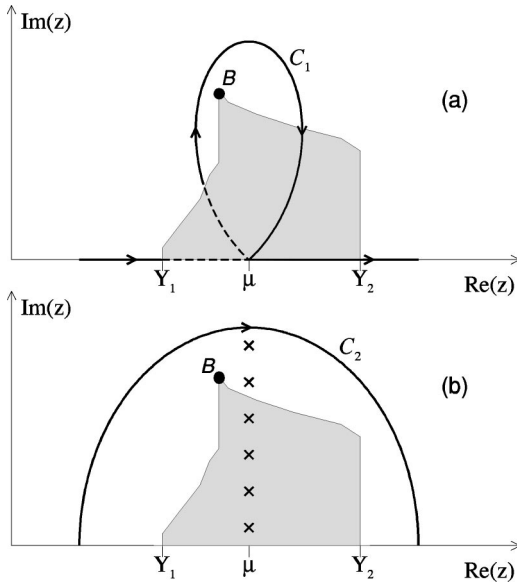 Im(z)
C₁
B
(a)
Y₁ μ Y₂ Re(z)
Im(z)
C₂
B
(b)
Y₁ μ Y₂ Re(z)